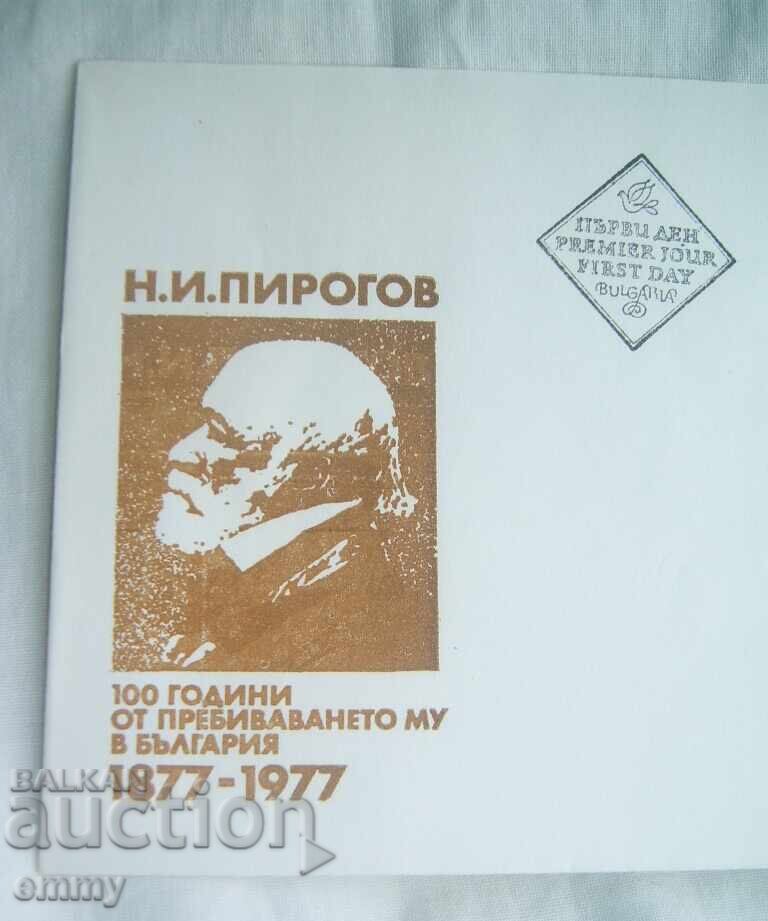 ПЪРВИ ДЕН
PREMIER JOUR
FIRST DAY
BULGARIA
Н.И.ПИРОГОВ
100 ГОДИНИ
ОТ ПРЕБИВАВАНЕТО МУ
В БЪЛГАРИЯ
1877-1977
BALKAN
auction
emmy